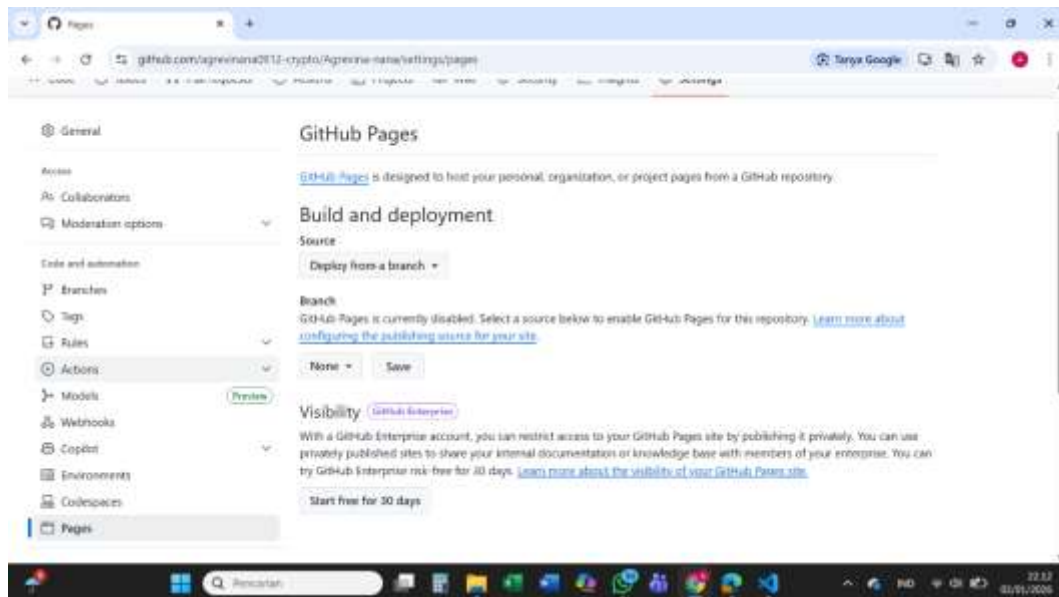 Pages
Tanya Google
Settings
General
GitHub Pages
Access
GitHub Pages is designed to host your personal, organization, or project pages from a GitHub repository.
Collaborators
Moderation options
Build and deployment
Source
Deploy from a branch
Code and automation
Branches
Tags
Rules
Actions
Models
Preview
Webhooks
Copilot
Environments
Codespaces
Pages
Branch
GitHub Pages is currently disabled. Select a source below to enable GitHub Pages for this repository. Learn more about
configuring the publishing source for your site.
None
Save
Visibility
GitHub Enterprise
With a GitHub Enterprise account, you can restrict access to your GitHub Pages site by publishing it privately. You can use
privately published sites to share your internal documentation or knowledge base with members of your enterprise. You can
try GitHub Enterprise risk-free for 30 days. Learn more about the visibility of your GitHub Pages site.
Start free for 30 days
Pencarian
IND
22.12